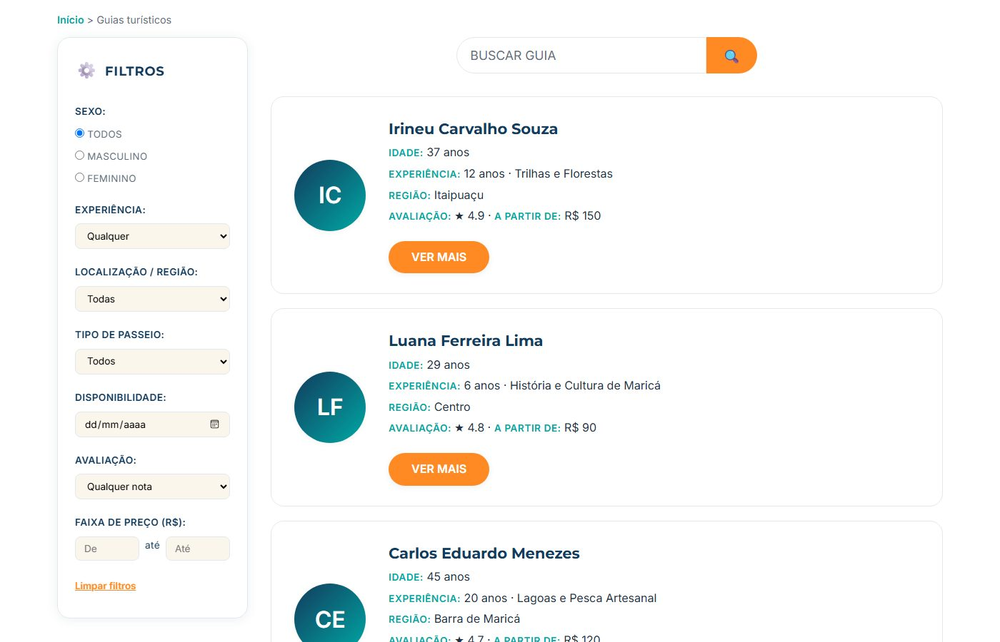 Início > Guias turísticos
FILTROS
SEXO:
TODOS
MASCULINO
FEMININO
EXPERIÊNCIA:
Qualquer
LOCALIZAÇÃO / REGIÃO:
Todas
TIPO DE PASSEIO:
Todos
DISPONIBILIDADE:
dd/mm/aaaa
AVALIAÇÃO:
Qualquer nota
FAIXA DE PREÇO (R$):
De até Até
Limpar filtros
BUSCAR GUIA
IC
Irineu Carvalho Souza
IDADE: 37 anos
EXPERIÊNCIA: 12 anos · Trilhas e Florestas
REGIÃO: Itaipuaçu
AVALIAÇÃO: ★ 4.9 · A PARTIR DE: R$ 150
VER MAIS
LF
Luana Ferreira Lima
IDADE: 29 anos
EXPERIÊNCIA: 6 anos · História e Cultura de Maricá
REGIÃO: Centro
AVALIAÇÃO: ★ 4.8 · A PARTIR DE: R$ 90
VER MAIS
CE
Carlos Eduardo Menezes
IDADE: 45 anos
EXPERIÊNCIA: 20 anos · Lagoas e Pesca Artesanal
REGIÃO: Barra de Maricá
AVALIAÇÃO: ★ 4.7 · A PARTIR DE: R$ 120